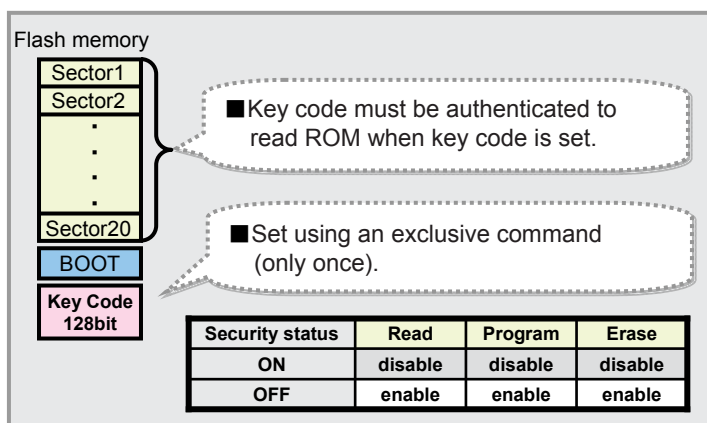 Flash memory
Sector1
Sector2
.
.
.
.
Sector20
BOOT
Key Code
128bit
■Key code must be authenticated to
read ROM when key code is set.
■Set using an exclusive command
(only once).
Security status Read Program Erase
ON disable disable disable
OFF enable enable enable